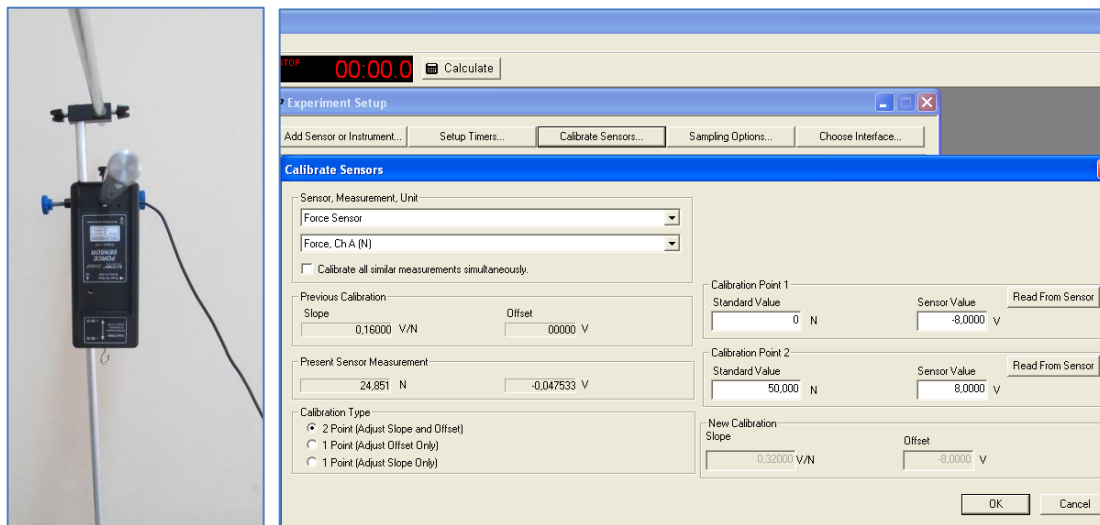 FORCE
SENSOR
STOP
00:00.0
Calculate
Experiment Setup
Add Sensor or Instrument...
Setup Timers...
Calibrate Sensors...
Sampling Options...
Choose Interface...
Calibrate Sensors
Sensor, Measurement, Unit
Force Sensor
Force, Ch A (N)
Calibrate all similar measurements simultaneously.
Previous Calibration
Slope Offset
0,16000 V/N 00000 V
Present Sensor Measurement
24,851 N -0,047533 V
Calibration Type
2 Point (Adjust Slope and Offset)
1 Point (Adjust Offset Only)
1 Point (Adjust Slope Only)
Calibration Point 1
Standard Value Sensor Value Read From Sensor
0 N -8,0000 V
Calibration Point 2
Standard Value Sensor Value Read From Sensor
50,000 N 8,0000 V
New Calibration
Slope Offset
0,32000 V/N -8,0000 V
OK Cancel